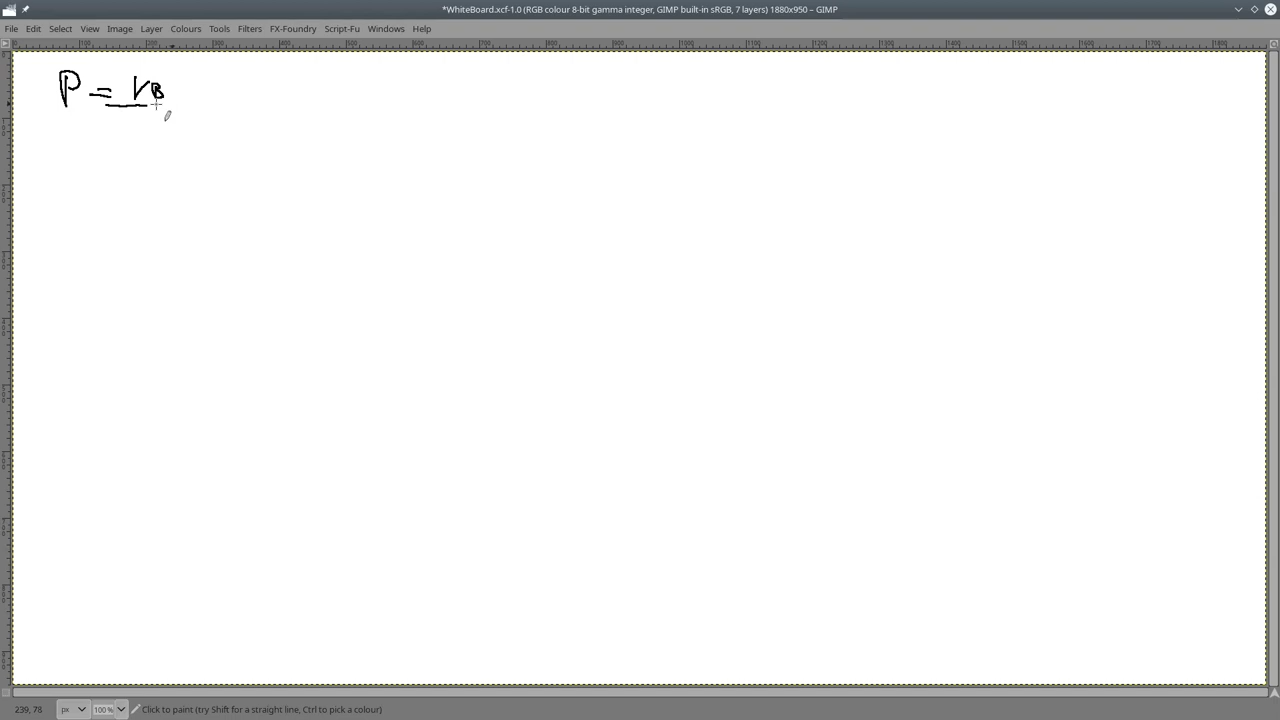 *WhiteBoard.xcf-1.0 (RGB colour 8-bit gamma integer, GIMP built-in sRGB, 7 layers) 1880x950 – GIMP
File Edit Select View Image Layer Colours Tools Filters FX-Foundry Script-Fu Windows Help
P = VB
239, 78 px 100 % Click to paint (try Shift for a straight line, Ctrl to pick a colour)